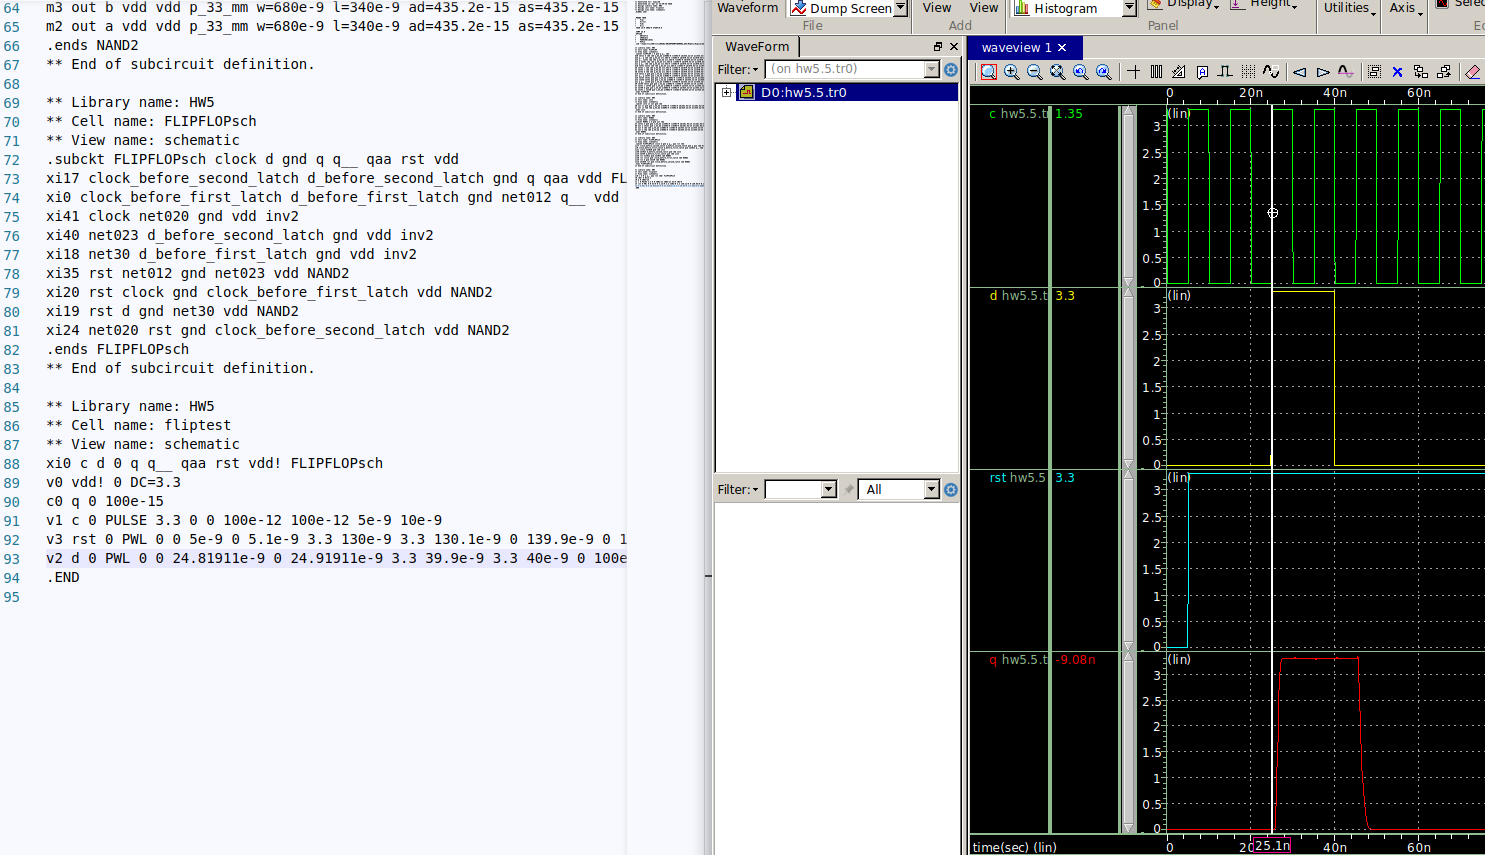 64 m3 out b vdd vdd p_33_mm w=680e-9 l=340e-9 ad=435.2e-15 as=435.2e-15
65 m2 out a vdd vdd p_33_mm w=680e-9 l=340e-9 ad=435.2e-15 as=435.2e-15
66 .ends NAND2
67 ** End of subcircuit definition.
68
69 ** Library name: HW5
70 ** Cell name: FLIPFLOPsch
71 ** View name: schematic
72 .subckt FLIPFLOPsch clock d gnd q q__ qaa rst vdd
73 xi17 clock_before_second_latch d_before_second_latch gnd q qaa vdd FL
74 xi0 clock_before_first_latch d_before_first_latch gnd net012 q__ vdd
75 xi41 clock net020 gnd vdd inv2
76 xi40 net023 d_before_second_latch gnd vdd inv2
77 xi18 net30 d_before_first_latch gnd vdd inv2
78 xi35 rst net012 gnd net023 vdd NAND2
79 xi20 rst clock gnd clock_before_first_latch vdd NAND2
80 xi19 rst d gnd net30 vdd NAND2
81 xi24 net020 rst gnd clock_before_second_latch vdd NAND2
82 .ends FLIPFLOPsch
83 ** End of subcircuit definition.
84
85 ** Library name: HW5
86 ** Cell name: fliptest
87 ** View name: schematic
88 xi0 c d 0 q q__ qaa rst vdd! FLIPFLOPsch
89 v0 vdd! 0 DC=3.3
90 c0 q 0 100e-15
91 v1 c 0 PULSE 3.3 0 0 100e-12 100e-12 5e-9 10e-9
92 v3 rst 0 PWL 0 0 5e-9 0 5.1e-9 3.3 130e-9 3.3 130.1e-9 0 139.9e-9 0 1
93 v2 d 0 PWL 0 0 24.81911e-9 0 24.91911e-9 3.3 39.9e-9 3.3 40e-9 0 100e
94 .END
95
Waveform Dump Screen View View Histogram Display Height Utilities Axis Selec
File Add Panel Ec
WaveForm
Filter: (on hw5.5.tr0)
D0:hw5.5.tr0
Filter: All
waveview 1
0 20n 40n 60n
c hw5.5.t 1.35
(lin)
3
2.5
2
1.5
1
0.5
0
d hw5.5.t 3.3
(lin)
3
2.5
2
1.5
1
0.5
0
rst hw5.5 3.3
(lin)
3
2.5
2
1.5
1
0.5
0
q hw5.5.t -9.08n
(lin)
3
2.5
2
1.5
1
0.5
0
time(sec) (lin) 0 20 25.1n 40n 60n